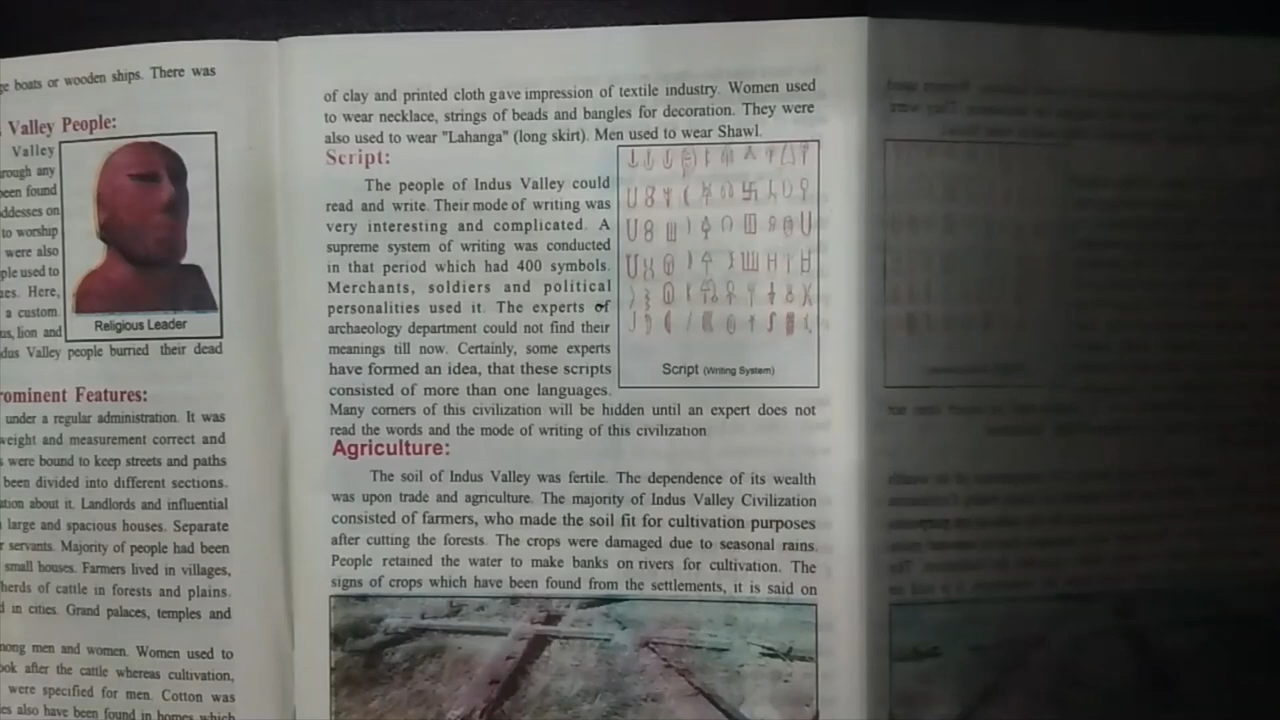 boats or wooden ships. There was
Valley People:
Valley
rough any
been found
ddesses on
to worship
were also
ple used to
es. Here,
a custom.
us, lion and
Religious Leader
dus Valley people burried their dead
rominent Features:
under a regular administration. It was
weight and measurement correct and
s were bound to keep streets and paths
been divided into different sections.
ation about it. Landlords and influential
large and spacious houses. Separate
r servants. Majority of people had been
small houses. Farmers lived in villages,
herds of cattle in forests and plains.
d in cities. Grand palaces, temples and
mong men and women. Women used to
ook after the cattle whereas cultivation,
were specified for men. Cotton was
es also have been found in homes which
of clay and printed cloth gave impression of textile industry. Women used
to wear necklace, strings of beads and bangles for decoration. They were
also used to wear "Lahanga" (long skirt). Men used to wear Shawl.
Script:
The people of Indus Valley could
read and write. Their mode of writing was
very interesting and complicated. A
supreme system of writing was conducted
in that period which had 400 symbols.
Merchants, soldiers and political
personalities used it. The experts of
archaeology department could not find their
meanings till now. Certainly, some experts
have formed an idea, that these scripts
consisted of more than one languages.
Script (Writing System)
Many corners of this civilization will be hidden until an expert does not
read the words and the mode of writing of this civilization
Agriculture:
The soil of Indus Valley was fertile. The dependence of its wealth
was upon trade and agriculture. The majority of Indus Valley Civilization
consisted of farmers, who made the soil fit for cultivation purposes
after cutting the forests. The crops were damaged due to seasonal rains.
People retained the water to make banks on rivers for cultivation. The
signs of crops which have been found from the settlements, it is said on